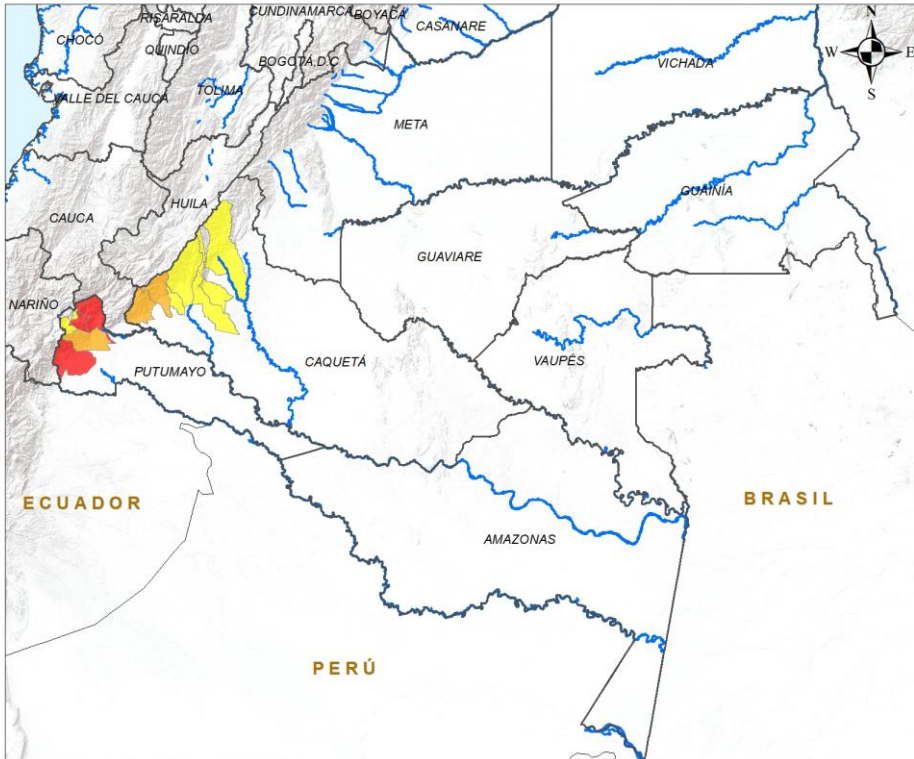 RISARALDA
CUNDINAMARCA
BOYACÁ
CASANARE
N
CHOCÓ
QUINDÍO
BOGOTÁ,D.C
VICHADA
W
E
S
VALLE DEL CAUCA
TOLIMA
META
GUAINÍA
HUILA
CAUCA
GUAVIARE
NARIÑO
PUTUMAYO
CAQUETÁ
VAUPÉS
ECUADOR
BRASIL
AMAZONAS
PERÚ